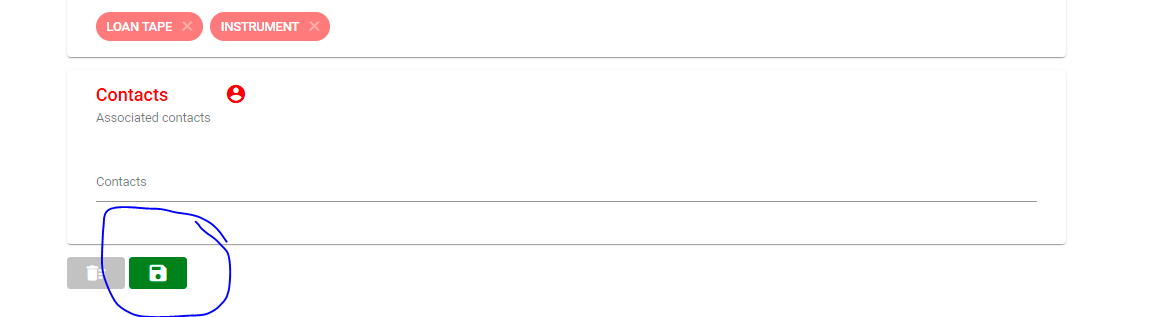 LOAN TAPE INSTRUMENT
Contacts
Associated contacts
Contacts